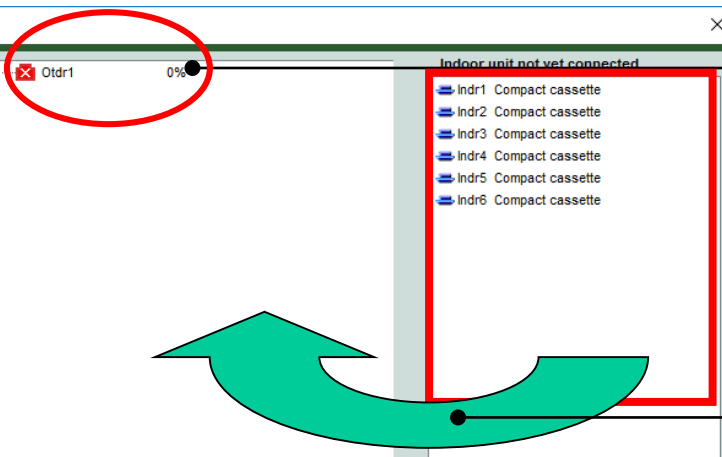 Otdr1 0%
Indoor unit not yet connected
Indr1 Compact cassette
Indr2 Compact cassette
Indr3 Compact cassette
Indr4 Compact cassette
Indr5 Compact cassette
Indr6 Compact cassette